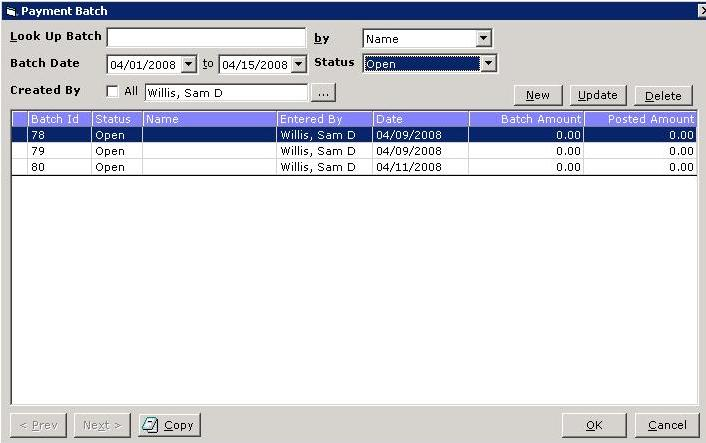 Payment Batch
Look Up Batch by Name
Batch Date 04/01/2008 to 04/15/2008 Status Open
Created By All Willis, Sam D ...
New Update Delete
Batch Id Status Name Entered By Date Batch Amount Posted Amount
78 Open Willis, Sam D 04/09/2008 0.00 0.00
79 Open Willis, Sam D 04/09/2008 0.00 0.00
80 Open Willis, Sam D 04/11/2008 0.00 0.00
< Prev Next > Copy OK Cancel